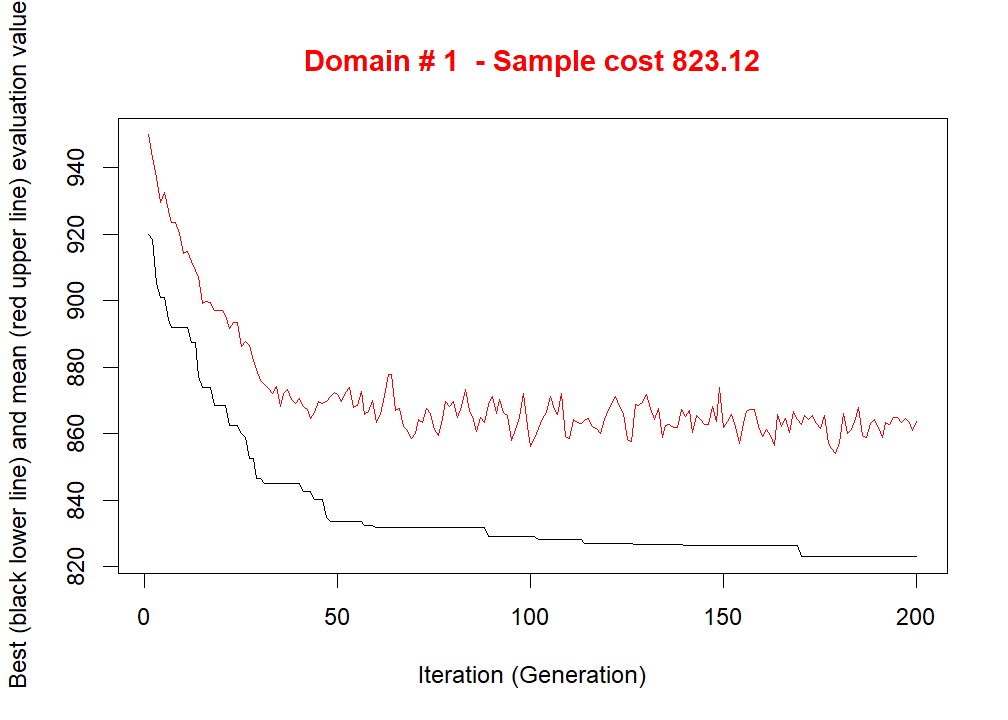 Domain # 1  - Sample cost 823.12
Best (black lower line) and mean (red upper line) evaluation value
940
920
900
880
860
840
820
0 50 100 150 200
Iteration (Generation)